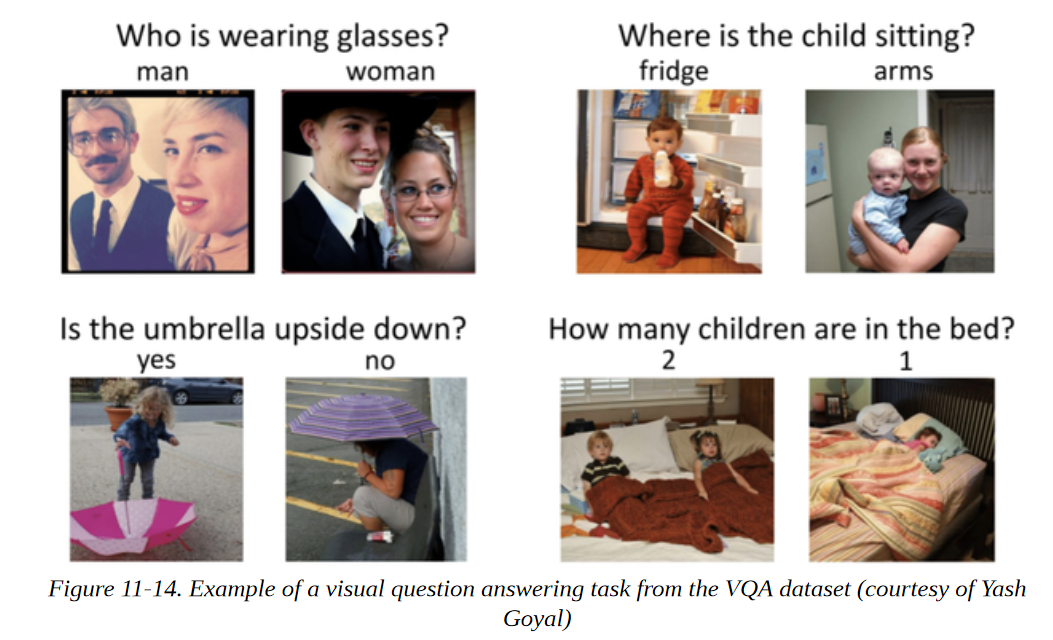 Who is wearing glasses?
man woman
Where is the child sitting?
fridge arms
Is the umbrella upside down?
yes no
How many children are in the bed?
2 1
Figure 11-14. Example of a visual question answering task from the VQA dataset (courtesy of Yash
Goyal)